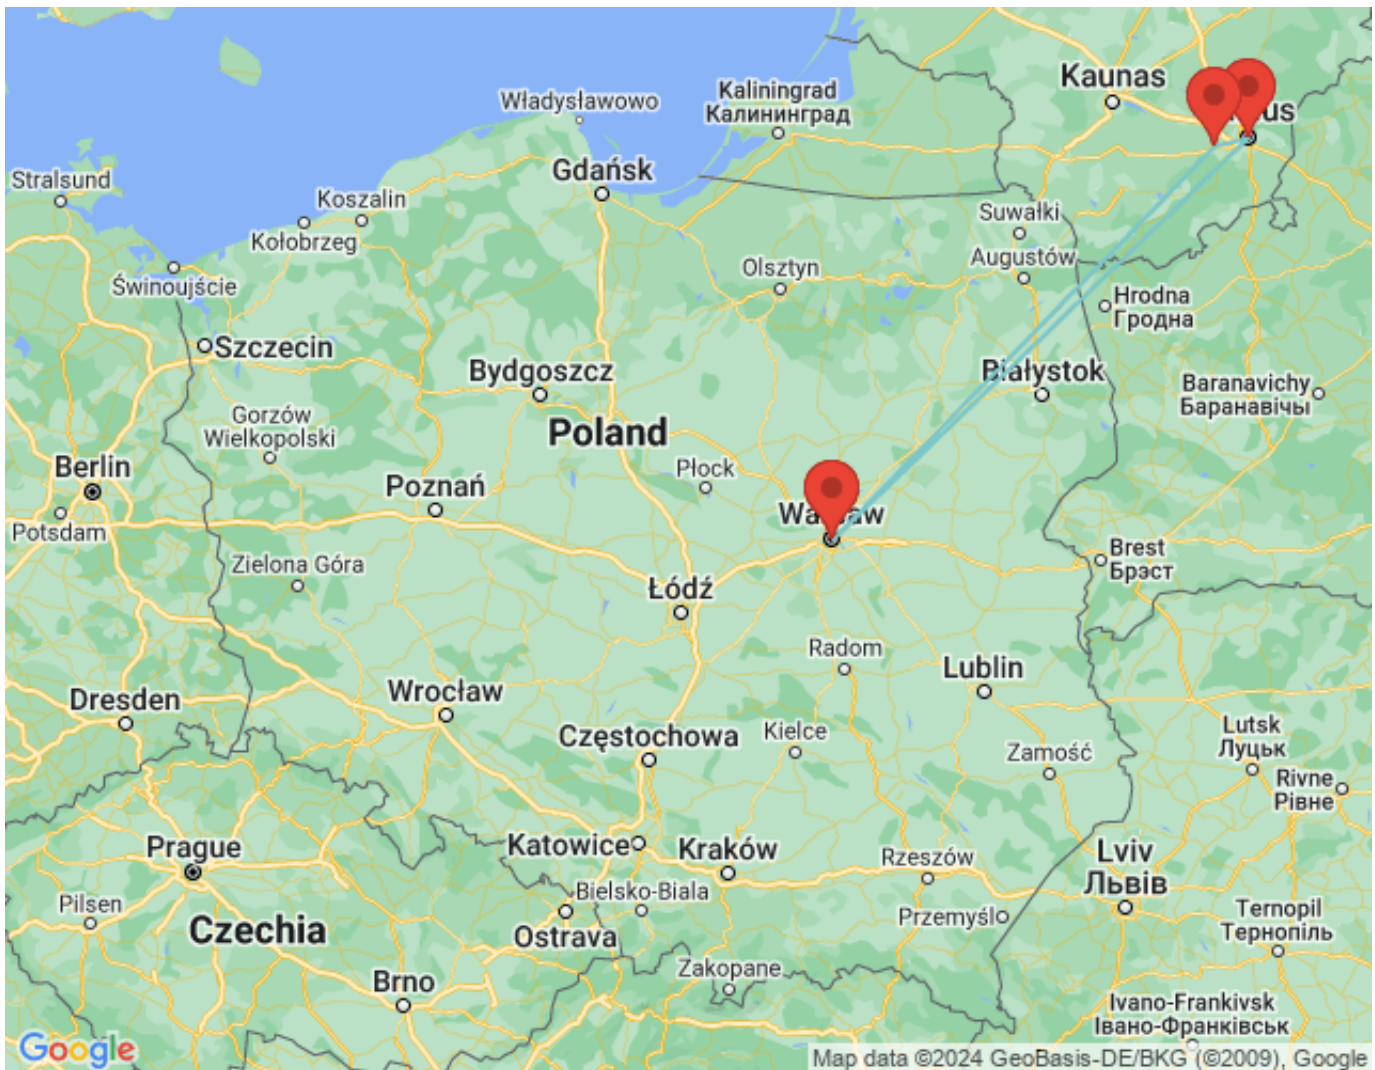 Kaunas
Kaliningrad
Калининград
Władysławowo
us
Gdańsk
Stralsund
Koszalin
Kołobrzeg
Suwałki
Augustów
Olsztyn
Świnoujście
Hrodna
Гродна
Szczecin
Bydgoszcz
Białystok
Baranavichy
Баранавічы
Gorzów
Wielkopolski
Poland
Berlin
Płock
Poznań
Potsdam
Brest
Брэст
Zielona Góra
Łódź
Radom
Lublin
Dresden
Wrocław
Częstochowa
Kielce
Lutsk
Луцьк
Zamość
Rivne
Рівне
Prague
Katowice
Kraków
Rzeszów
Lviv
Львів
Pilsen
Bielsko-Biala
Przemyśl
Ternopil
Тернопіль
Czechia
Ostrava
Zakopane
Brno
Ivano-Frankivsk
Івано-Франківськ
Google
Map data ©2024 GeoBasis-DE/BKG (©2009), Google